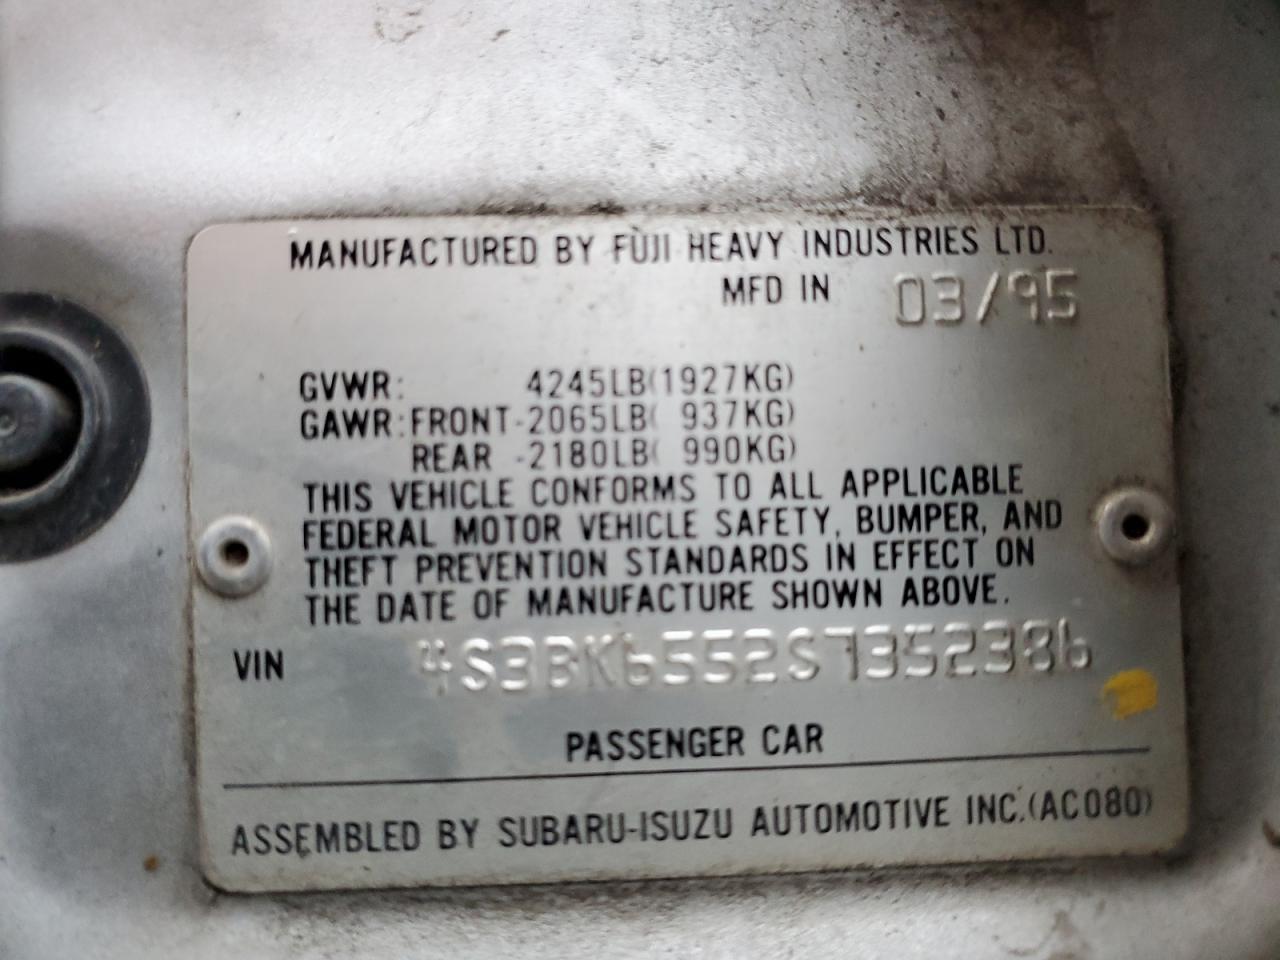 MANUFACTURED BY FUJI HEAVY INDUSTRIES LTD.
MFD IN 03/95
GVWR: 4245LB(1927KG)
GAWR:FRONT-2065LB( 937KG)
REAR -2180LB( 990KG)
THIS VEHICLE CONFORMS TO ALL APPLICABLE
FEDERAL MOTOR VEHICLE SAFETY, BUMPER, AND
THEFT PREVENTION STANDARDS IN EFFECT ON
THE DATE OF MANUFACTURE SHOWN ABOVE.
VIN 4S3BK6552S7352386
PASSENGER CAR
ASSEMBLED BY SUBARU-ISUZU AUTOMOTIVE INC.(AC080)